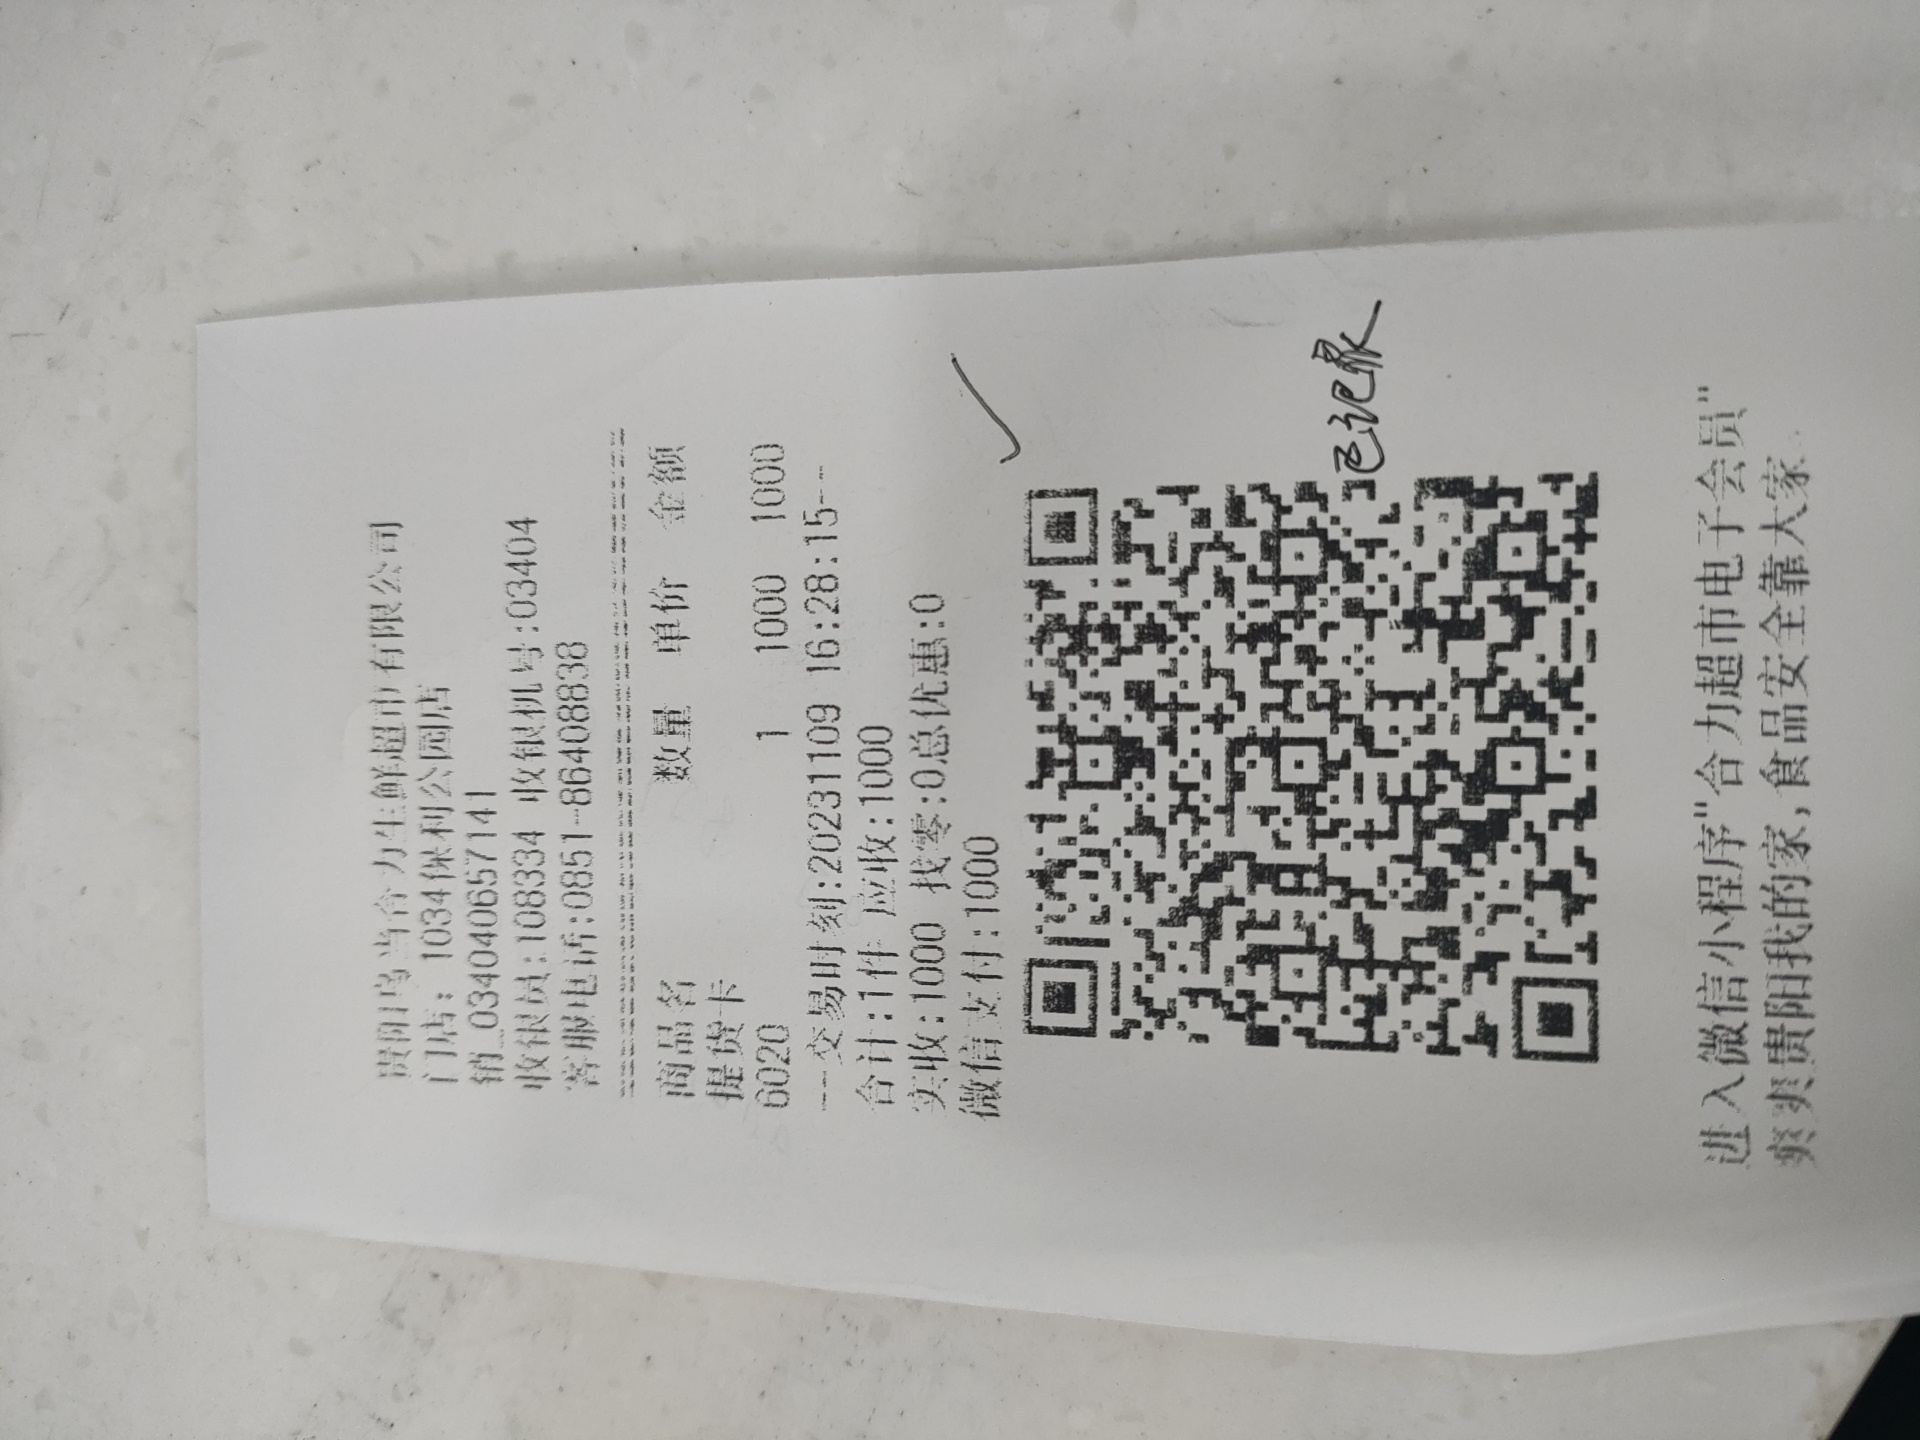 贵阳乌当合力生鲜超市有限公司
门店: 1034保利公园店
销_034040657141
收银员:108334 收银机号:03404
客服电话:0851-86408838
商品名 数量 单价 金额
提货卡
6020 1 1000 1000
---交易时刻:20231109 16:28:15---
合计:1件 应收:1000
实收:1000 找零:0总优惠:0
微信支付:1000
已记录
进入微信小程序"合力超市电子会员"
爽爽贵阳我的家,食品安全靠大家.